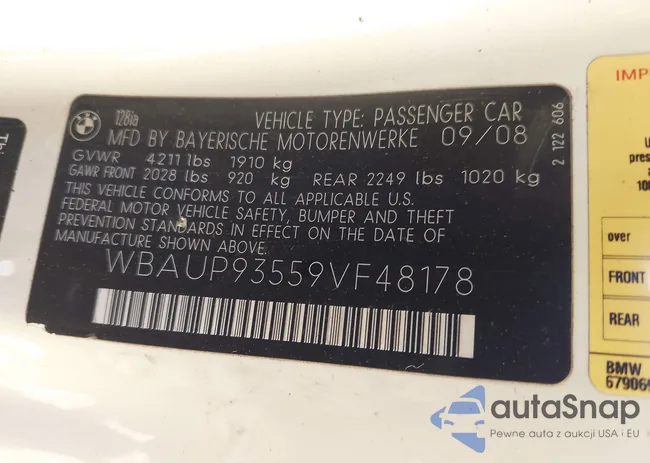 BMW
128ia
VEHICLE TYPE: PASSENGER CAR
MFD BY BAYERISCHE MOTORENWERKE 09/08
GVWR 4211 lbs 1910 kg
GAWR FRONT 2028 lbs 920 kg REAR 2249 lbs 1020 kg
THIS VEHICLE CONFORMS TO ALL APPLICABLE U.S.
FEDERAL MOTOR VEHICLE SAFETY, BUMPER AND THEFT
PREVENTION STANDARDS IN EFFECT ON THE DATE OF
MANUFACTURE SHOWN ABOVE.
WBAUP93559VF48178
2 122 606
IMP
over
FRONT
REAR
BMW
autaSnap
Pewne auta z aukcji USA i EU